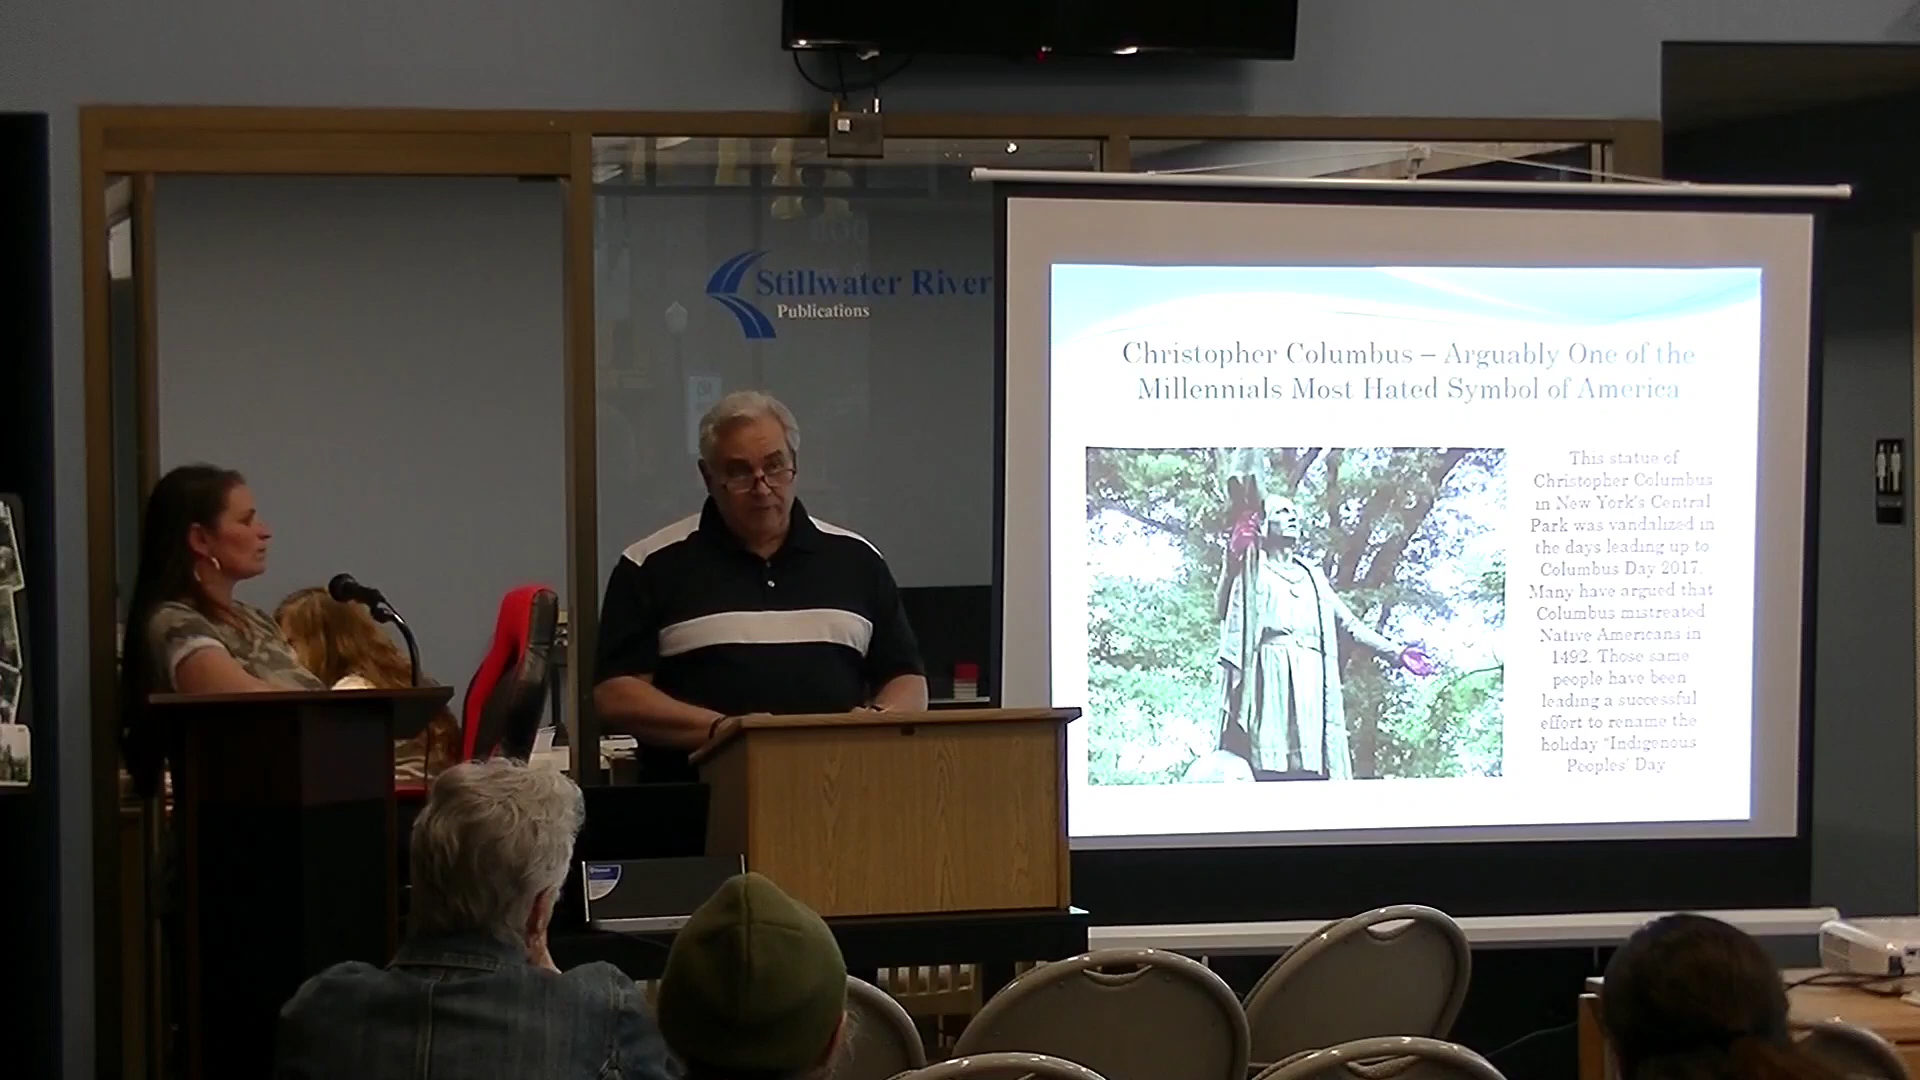 Stillwater River
Publications
Christopher Columbus – Arguably One of the
Millennials Most Hated Symbol of America
This statue of
Christopher Columbus
in New York's Central
Park was vandalized in
the days leading up to
Columbus Day 2017.
Many have argued that
Columbus mistreated
Native Americans in
1492. Those same
people have been
leading a successful
effort to rename the
holiday "Indigenous
Peoples' Day